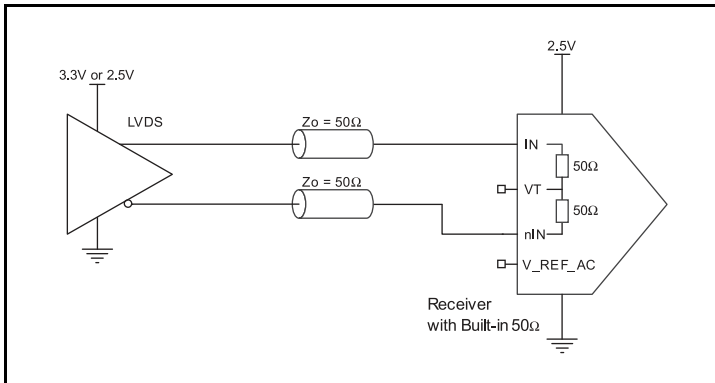 2.5V
3.3V or 2.5V
LVDS
Zo = 50Ω
Zo = 50Ω
IN
50Ω
VT
50Ω
nIN
V_REF_AC
Receiver
with Built-in 50Ω